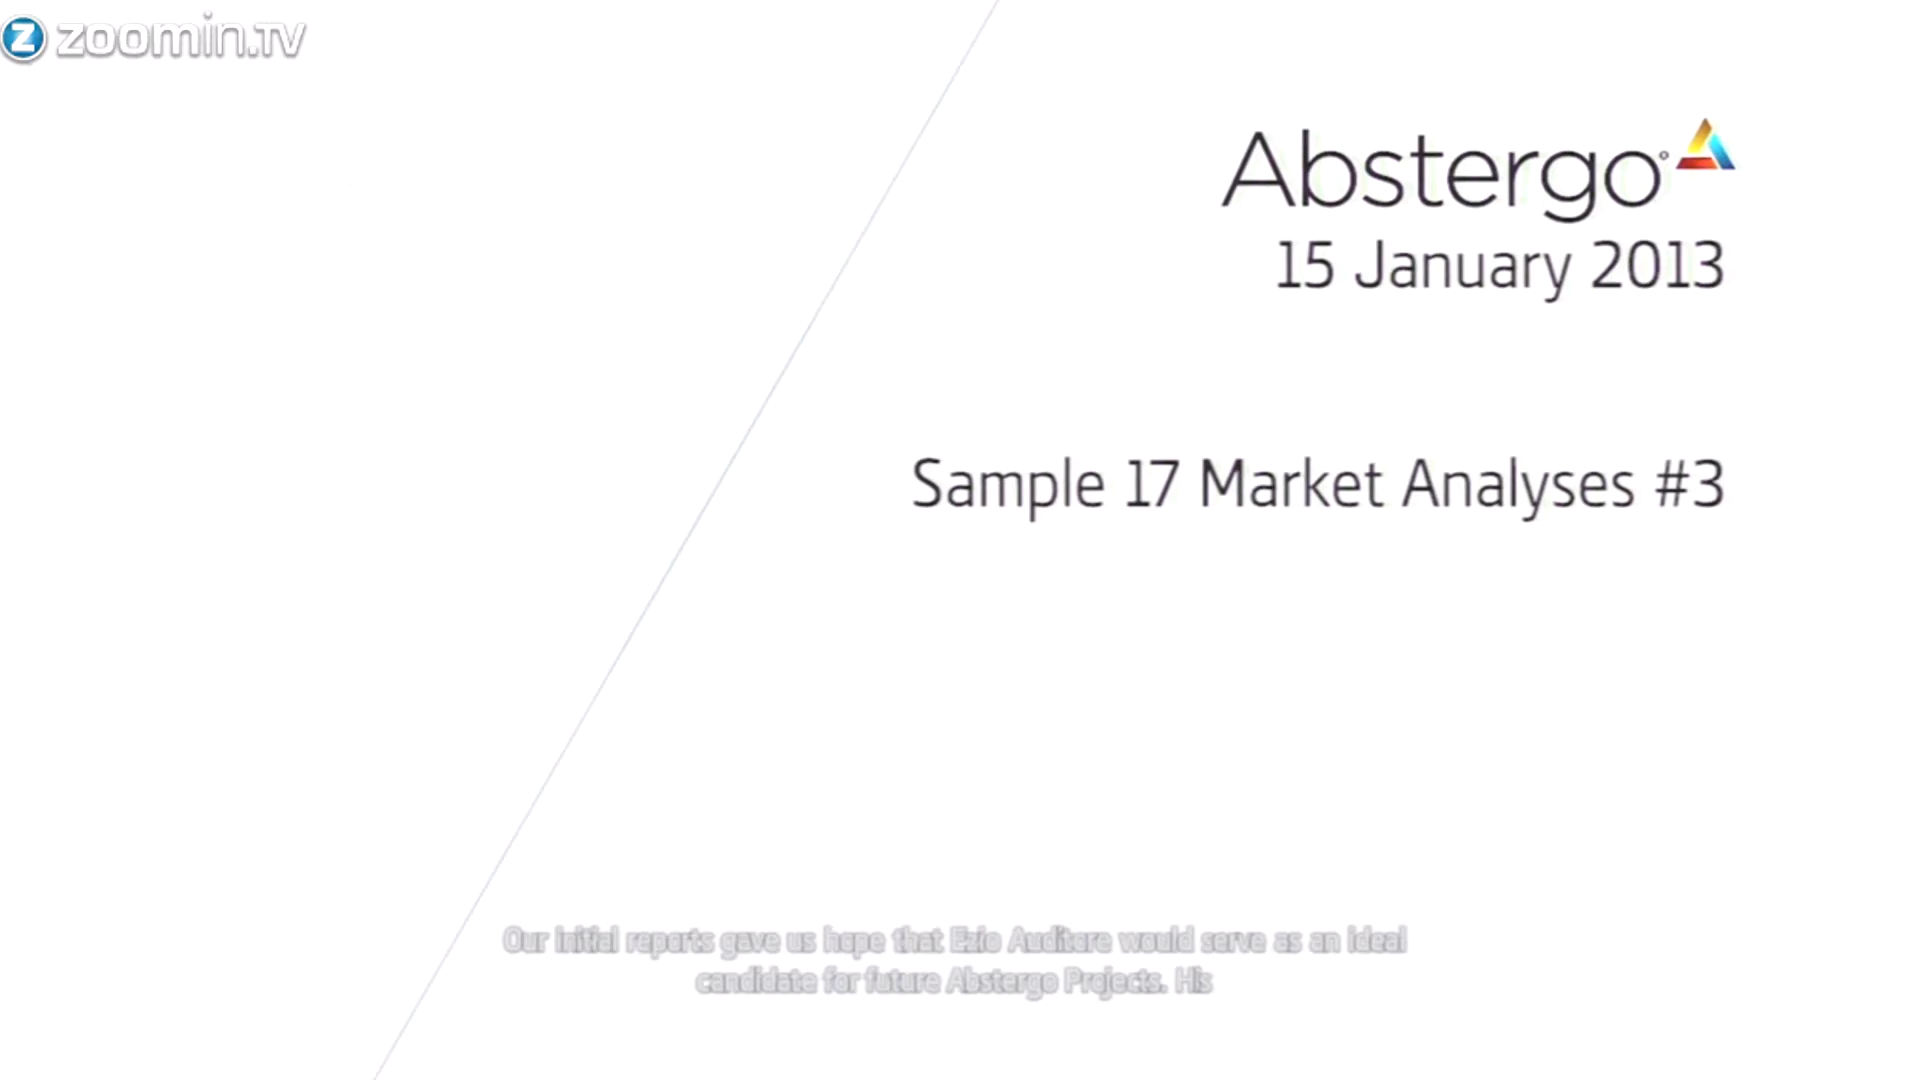 zoomin.tv
Abstergo
15 January 2013
Sample 17 Market Analyses #3
Our initial reports gave us hope that Ezio Auditore would serve as an ideal
candidate for future Abstergo Projects. His